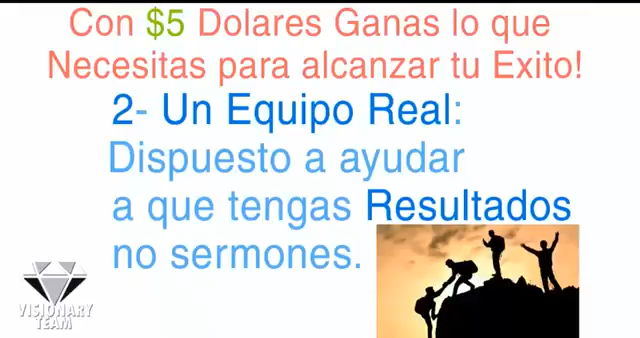 Con $5 Dolares Ganas lo que
Necesitas para alcanzar tu Exito!
2- Un Equipo Real:
Dispuesto a ayudar
a que tengas Resultados
no sermones.
VISIONARY
TEAM